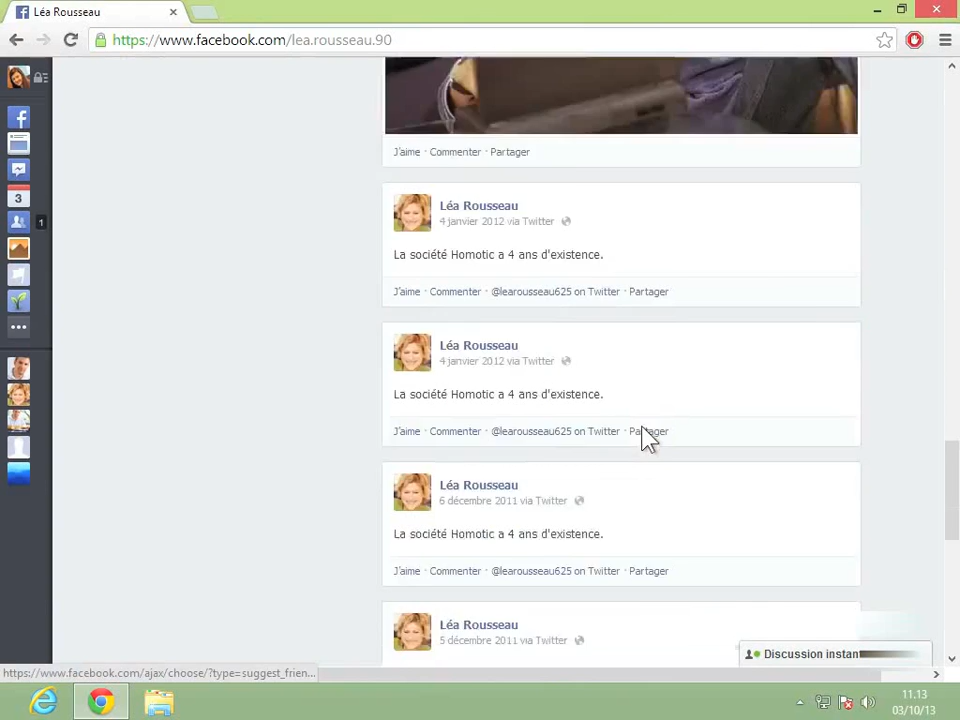 Léa Rousseau
https://www.facebook.com/lea.rousseau.90
J'aime · Commenter · Partager
Léa Rousseau
4 janvier 2012 via Twitter
La société Homotic a 4 ans d'existence.
J'aime · Commenter · @learousseau625 on Twitter · Partager
Léa Rousseau
4 janvier 2012 via Twitter
La société Homotic a 4 ans d'existence.
J'aime · Commenter · @learousseau625 on Twitter · Partager
Léa Rousseau
6 décembre 2011 via Twitter
La société Homotic a 4 ans d'existence.
J'aime · Commenter · @learousseau625 on Twitter · Partager
Léa Rousseau
5 décembre 2011 via Twitter
3
1
Discussion instan
https://www.facebook.com/ajax/choose/?type=suggest_frien...
11.13
03/10/13